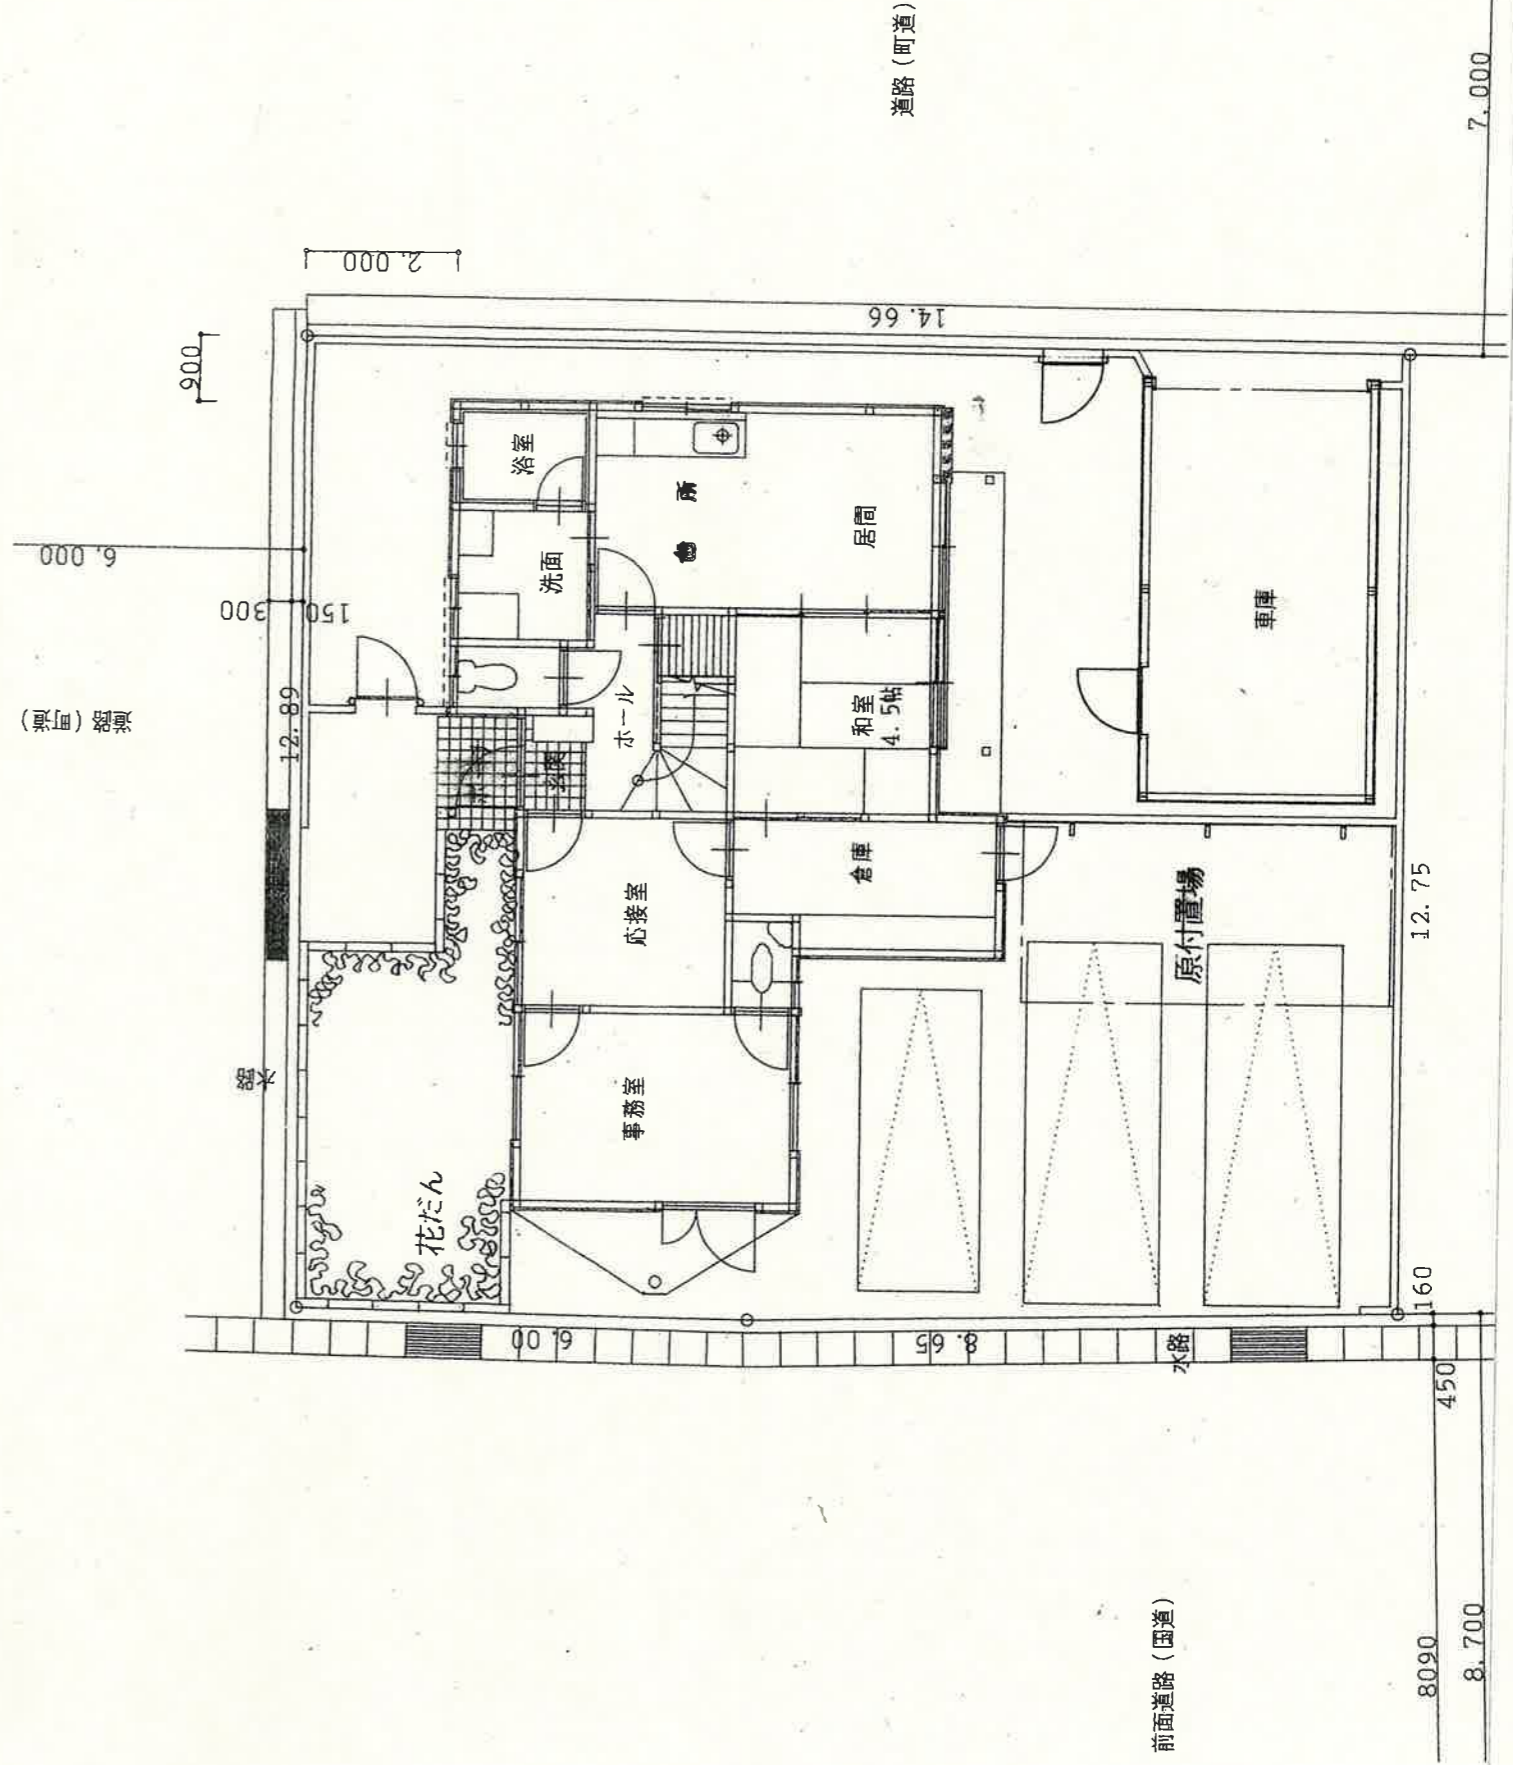 道路（町道）
7.000
2.000
900
14.66
6.000
300
150
浴室
台所
洗面
居間
道路（町道）
12.89
ホール
玄関
和室
4.5帖
車庫
倉庫
応接室
原付置場
12.75
水路
事務室
花だん
6.00
8.65
水路
160
450
前面道路（国道）
8090
8.700